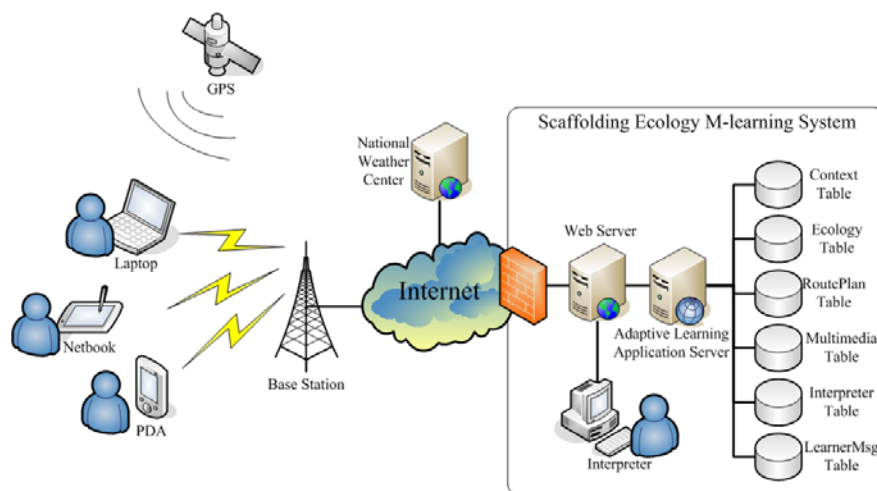 GPS
Scaffolding Ecology M-learning System
National
Weather
Center
Context
Table
Laptop
Web Server
Ecology
Table
Internet
RoutePlan
Table
Netbook
Adaptive Learning
Application Server
Multimedia
Table
Base Station
PDA
Interpreter
Interpreter
Table
LearnerMsg
Table